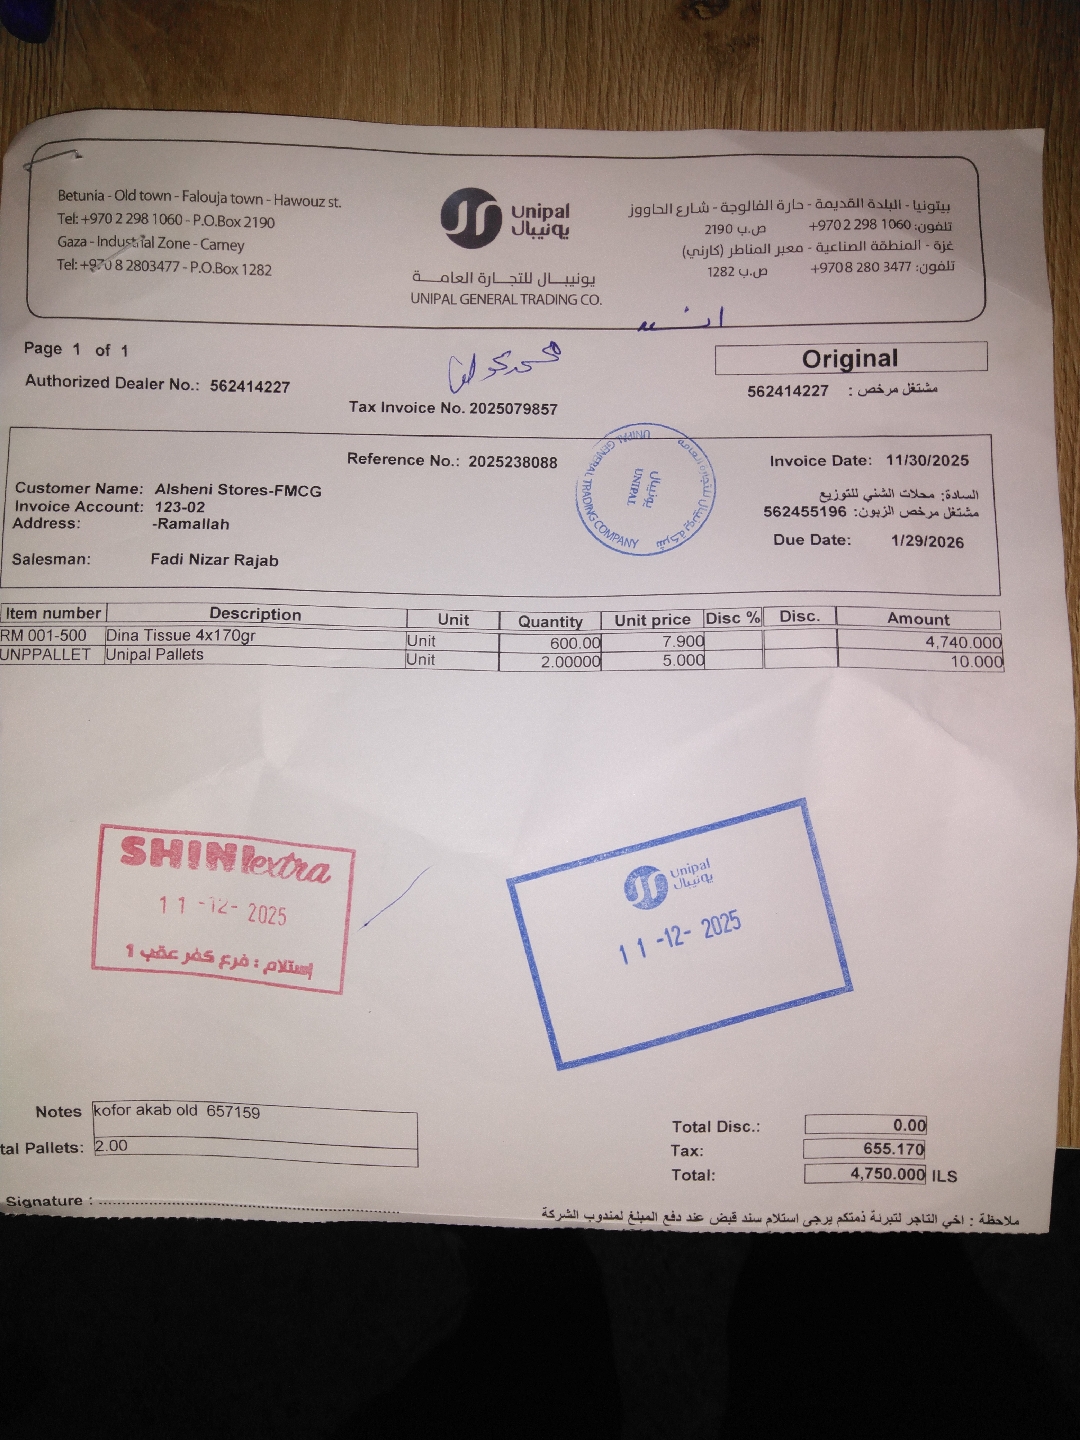 Betunia - Old town - Falouja town - Hawouz st.
Tel: +970 2 298 1060 - P.O.Box 2190
Gaza - Industrial Zone - Carney
Tel: +970 8 2803477 - P.O.Box 1282
Unipal
يونيبال
يونيبال للتجارة العامة
UNIPAL GENERAL TRADING CO.
بيتونيا - البلدة القديمة - حارة الفالوجة - شارع الحاووز
تلفون: 1060 298 2 970+ ص.ب 2190
غزة - المنطقة الصناعية - معبر المناطر (كارني)
تلفون: 3477 280 8 970+ ص.ب 1282
Page 1 of 1
Original
Authorized Dealer No.: 562414227
مشتغل مرخص : 562414227
Tax Invoice No. 2025079857
Reference No.: 2025238088
Invoice Date: 11/30/2025
Customer Name: Alsheni Stores-FMCG
السادة: محلات الشني للتوزيع
Invoice Account: 123-02
مشتغل مرخص الزبون: 562455196
Address: -Ramallah
Due Date: 1/29/2026
Salesman: Fadi Nizar Rajab
UNIPAL GENERAL TRADING COMPANY
يونيبال
UNIPAL
Item number Description Unit Quantity Unit price Disc % Disc. Amount
RM 001-500 Dina Tissue 4x170gr Unit 600.00 7.900 4,740.000
UNPPALLET Unipal Pallets Unit 2.00000 5.000 10.000
SHINI extra
11-12-2025
إستلام : فرع كفر عقب 1
Unipal
يونيبال
11-12-2025
Notes kofor akab old 657159
tal Pallets: 2.00
Total Disc.: 0.00
Tax: 655.170
Total: 4,750.000 ILS
Signature :
ملاحظة : اخي التاجر لتبرئة ذمتكم يرجى استلام سند قبض عند دفع المبلغ لمندوب الشركة